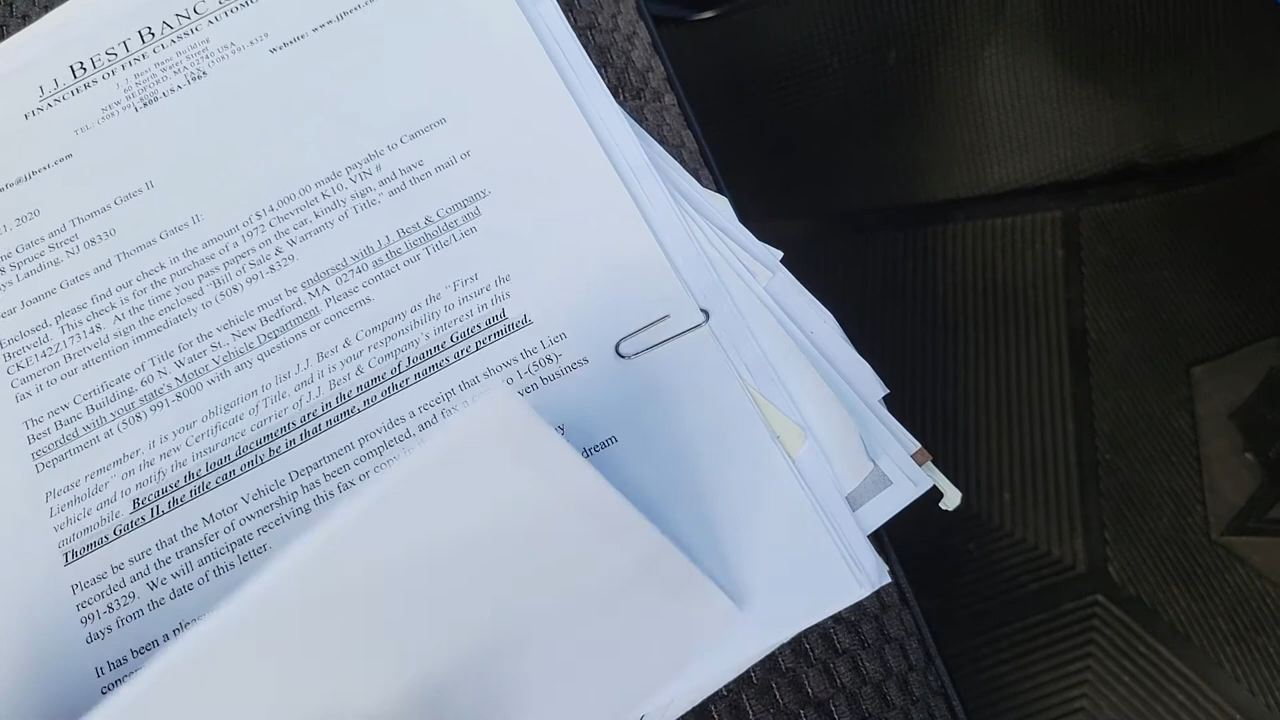 J.J. BEST BANC &
FINANCIERS OF FINE CLASSIC AUTOMO
J. J. Best Banc Building
60 North Water Street
NEW BEDFORD, MA 02740 USA
TEL: (508) 991-8000 FAX (508) 991-8329
1-800-USA-1965
Website: www.jjbest.co
nfo@jjbest.com
21, 2020
ne Gates and Thomas Gates II
8 Spruce Street
ys Landing, NJ 08330
ear Joanne Gates and Thomas Gates II:
Enclosed, please find our check in the amount of $14,000.00 made payable to Cameron
Bretveld. This check is for the purchase of a 1972 Chevrolet K10, VIN #
CKE142Z173148. At the time you pass papers on the car, kindly sign, and have
Cameron Bretveld sign the enclosed "Bill of Sale & Warranty of Title," and then mail or
fax it to our attention immediately to (508) 991-8329.
The new Certificate of Title for the vehicle must be endorsed with J.J. Best & Company,
Best Banc Building, 60 N. Water St., New Bedford, MA 02740 as the lienholder and
recorded with your state's Motor Vehicle Department. Please contact our Title/Lien
Department at (508) 991-8000 with any questions or concerns.
Please remember, it is your obligation to list J.J. Best & Company as the "First
Lienholder" on the new Certificate of Title, and it is your responsibility to insure the
vehicle and to notify the insurance carrier of J.J. Best & Company's interest in this
automobile. Because the loan documents are in the name of Joanne Gates and
Thomas Gates II, the title can only be in that name, no other names are permitted.
Please be sure that the Motor Vehicle Department provides a receipt that shows the Lien
recorded and the transfer of ownership has been completed, and fax a to 1-(508)-
991-8329. We will anticipate receiving this fax or copy in ven business
days from the date of this letter.
It has been a pleas dream
conce